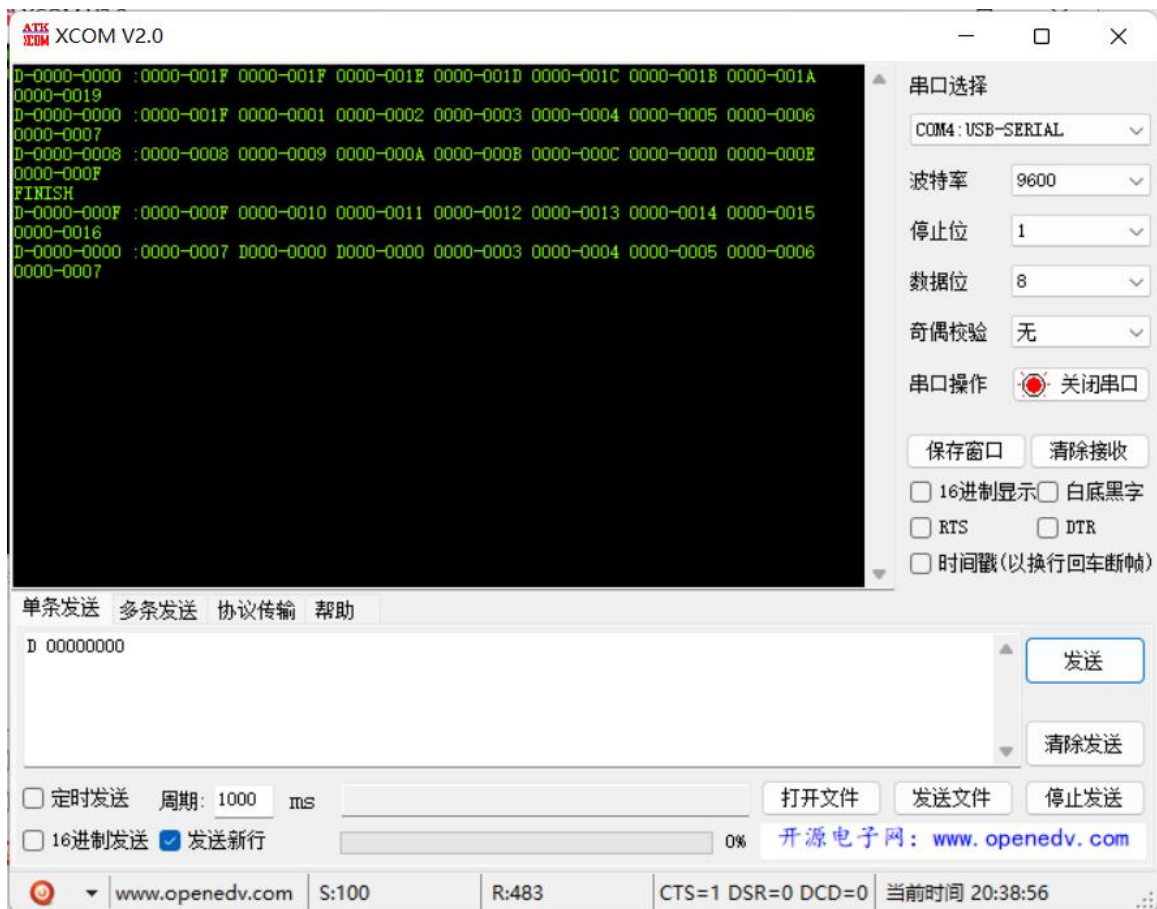 ATK XCOM XCOM V2.0
D-0000-0000 :0000-001F 0000-001F 0000-001E 0000-001D 0000-001C 0000-001B 0000-001A
0000-0019
D-0000-0000 :0000-001F 0000-0001 0000-0002 0000-0003 0000-0004 0000-0005 0000-0006
0000-0007
D-0000-0008 :0000-0008 0000-0009 0000-000A 0000-000B 0000-000C 0000-000D 0000-000E
0000-000F
FINISH
D-0000-000F :0000-000F 0000-0010 0000-0011 0000-0012 0000-0013 0000-0014 0000-0015
0000-0016
D-0000-0000 :0000-0007 D000-0000 D000-0000 0000-0003 0000-0004 0000-0005 0000-0006
0000-0007
串口选择
COM4:USB-SERIAL
波特率 9600
停止位 1
数据位 8
奇偶校验 无
串口操作 关闭串口
保存窗口 清除接收
16进制显示 白底黑字
RTS DTR
时间戳(以换行回车断帧)
单条发送 多条发送 协议传输 帮助
D 00000000
发送
清除发送
定时发送 周期: 1000 ms 打开文件 发送文件 停止发送
16进制发送 发送新行 0% 开源电子网: www.openedv.com
www.openedv.com S:100 R:483 CTS=1 DSR=0 DCD=0 当前时间 20:38:56